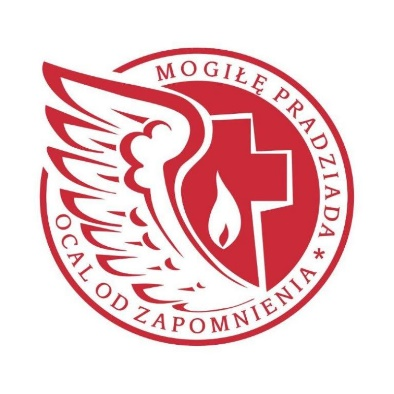 MOGIŁĘ PRADZIADA *
OCAL OD ZAPOMNIENIA